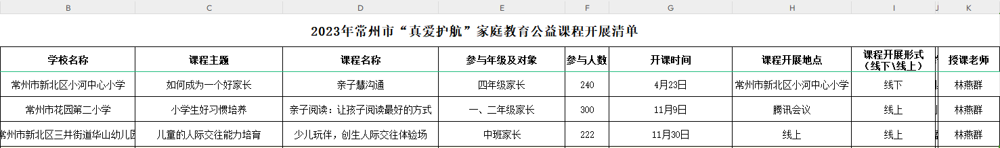 B C D E F G H I J K
2023年常州市“真爱护航”家庭教育公益课程开展清单
学校名称 课程主题 课程名称 参与年级及对象 参与人数 开课时间 课程开展地点 课程开展形式（线下\线上） 授课老师
常州市新北区小河中心小学 如何成为一个好家长 亲子慧沟通 四年级家长 240 4月23日 常州市新北区小河中心小学 线下 林燕群
常州市花园第二小学 小学生好习惯培养 亲子阅读：让孩子阅读最好的方式 一、二年级家长 300 11月9日 腾讯会议 线上 林燕群
常州市新北区三井街道华山幼儿园 儿童的人际交往能力培育 少儿玩伴，创生人际交往体验场 中班家长 222 11月30日 线上 线上 林燕群